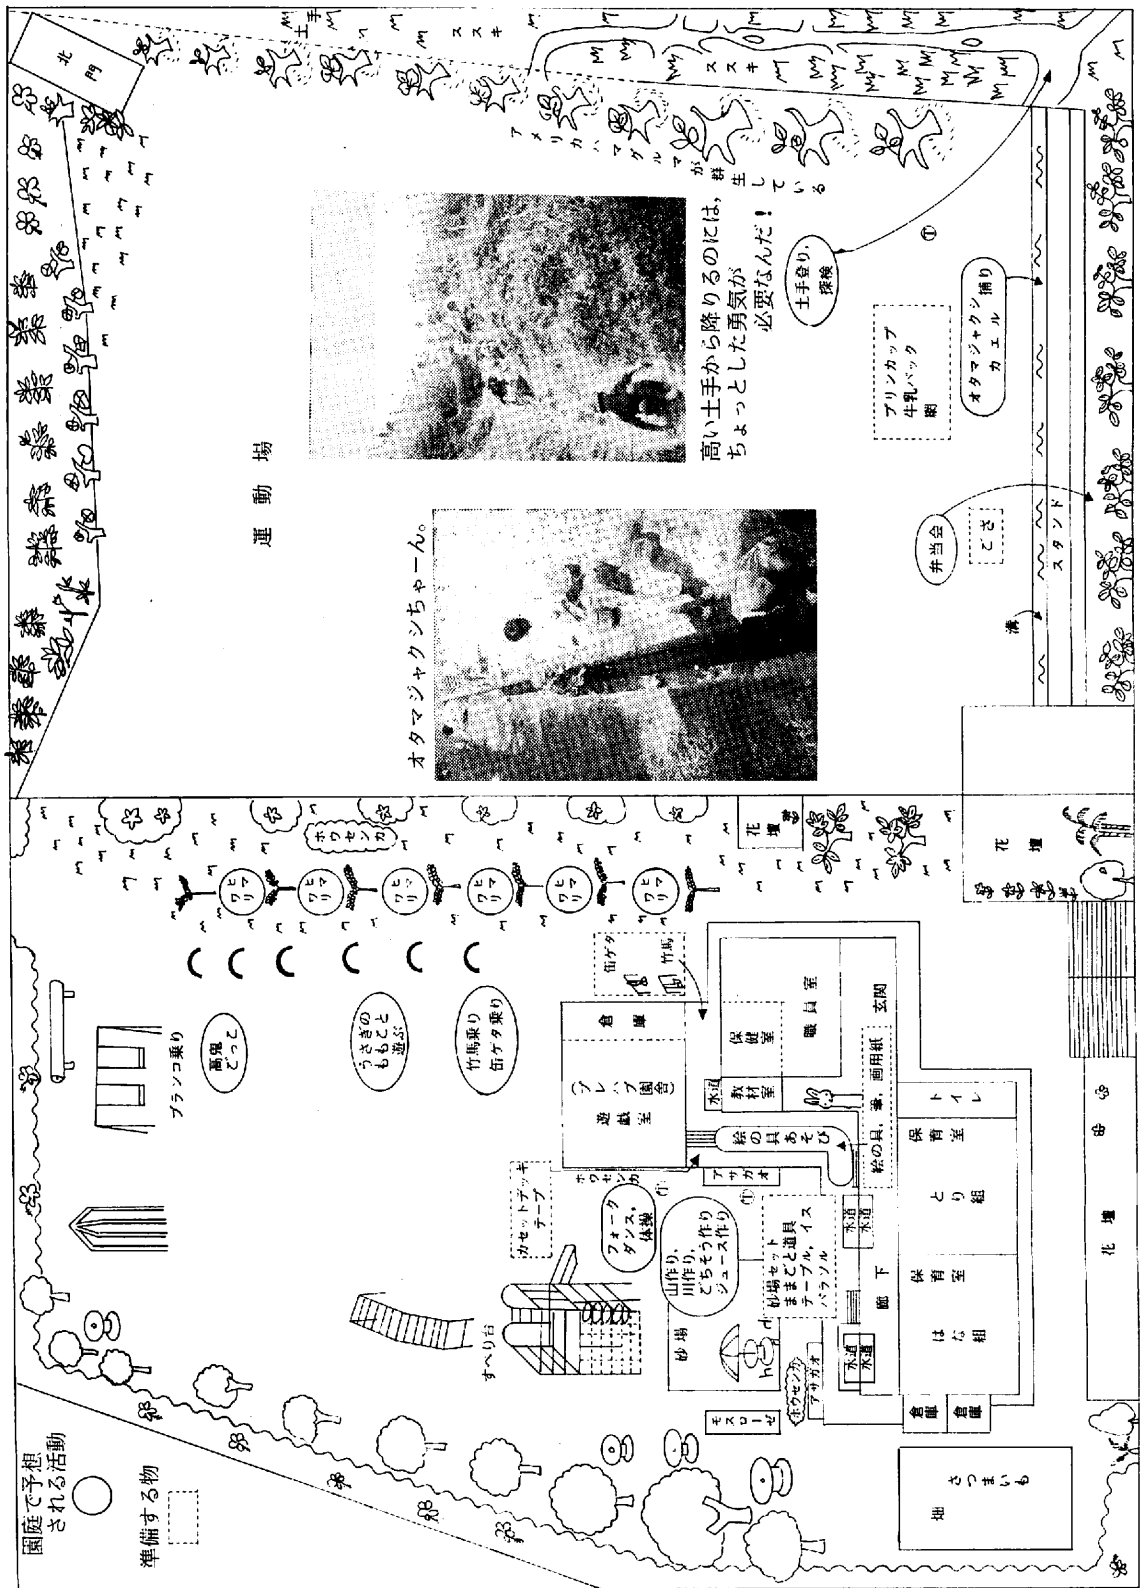 園庭で予想
される活動
準備する物
ブランコ乗り
高鬼
ごっこ
うさぎの
ももこと
遊ぶ
竹馬乗り
缶ゲタ乗り
ホウセンカ
ヒマワリ
ヒマワリ
ヒマワリ
ヒマワリ
ヒマワリ
ヒマワリ
花壇
花壇
すべり台
カセットデッキ
テープ
フォーク
ダンス,
体操
ホウセンカ
アサガオ
倉庫
(プレハブ園舎)
遊戯室
缶ゲタ
竹馬
水道
教材室
保健室
職員室
玄関
絵の具あそび
絵の具, 筆, 画用紙
山作り,
川作り,
ごちそう作り
ジュース作り
砂場
砂場セット
ままごと道具
テーブル, イス
パラソル
モスローゼ
ホウセンカ
アサガオ
水道
水道
水道
水道
廊下
保育室
はな組
保育室
とり組
トイレ
倉庫
倉庫
畑
さつまいも
花壇
北門
土手
ススキ
ススキ
アメリカハマグルマが群生している
運動場
高い土手から降りるのには,
ちょっとした勇気が
必要なんだ!
オタマジャクシちゃーん。
土手登り,
探検
①
プリンカップ
牛乳パック
網
オタマジャクシ
カエル
捕り
弁当会
ござ
溝
スタンド